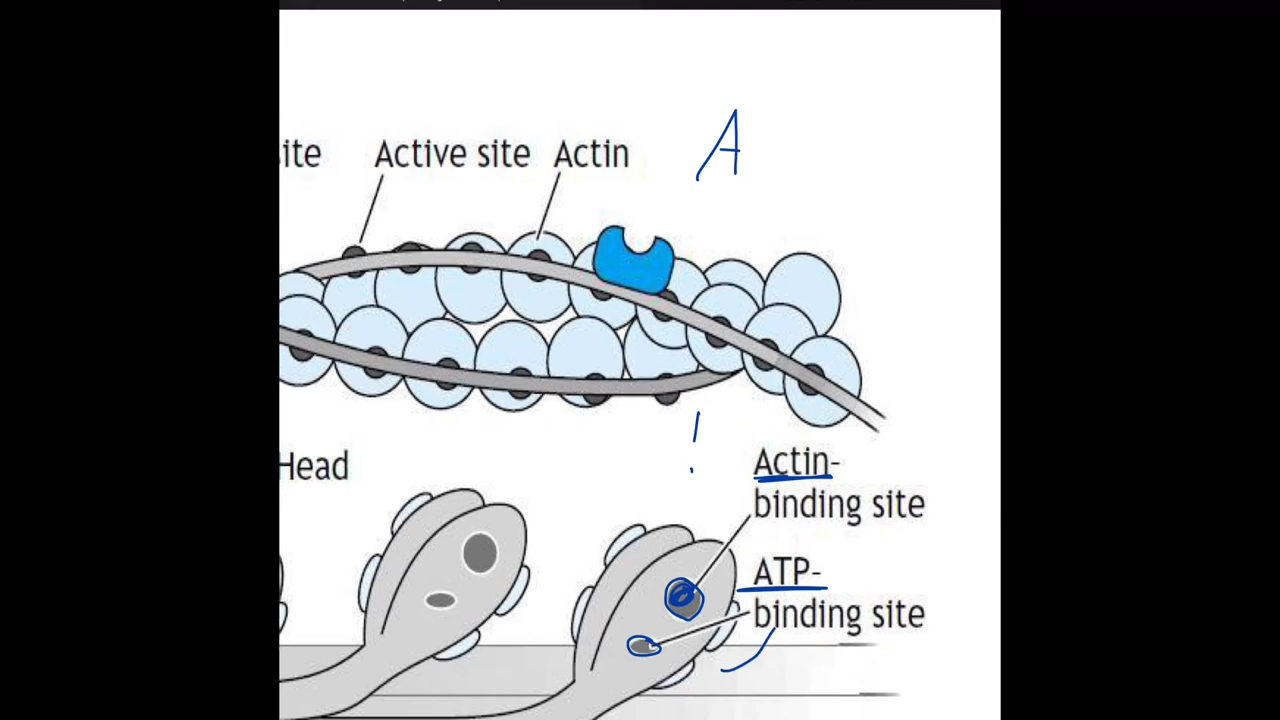 ite Active site Actin A
!
Head
Actin-
binding site
ATP-
binding site